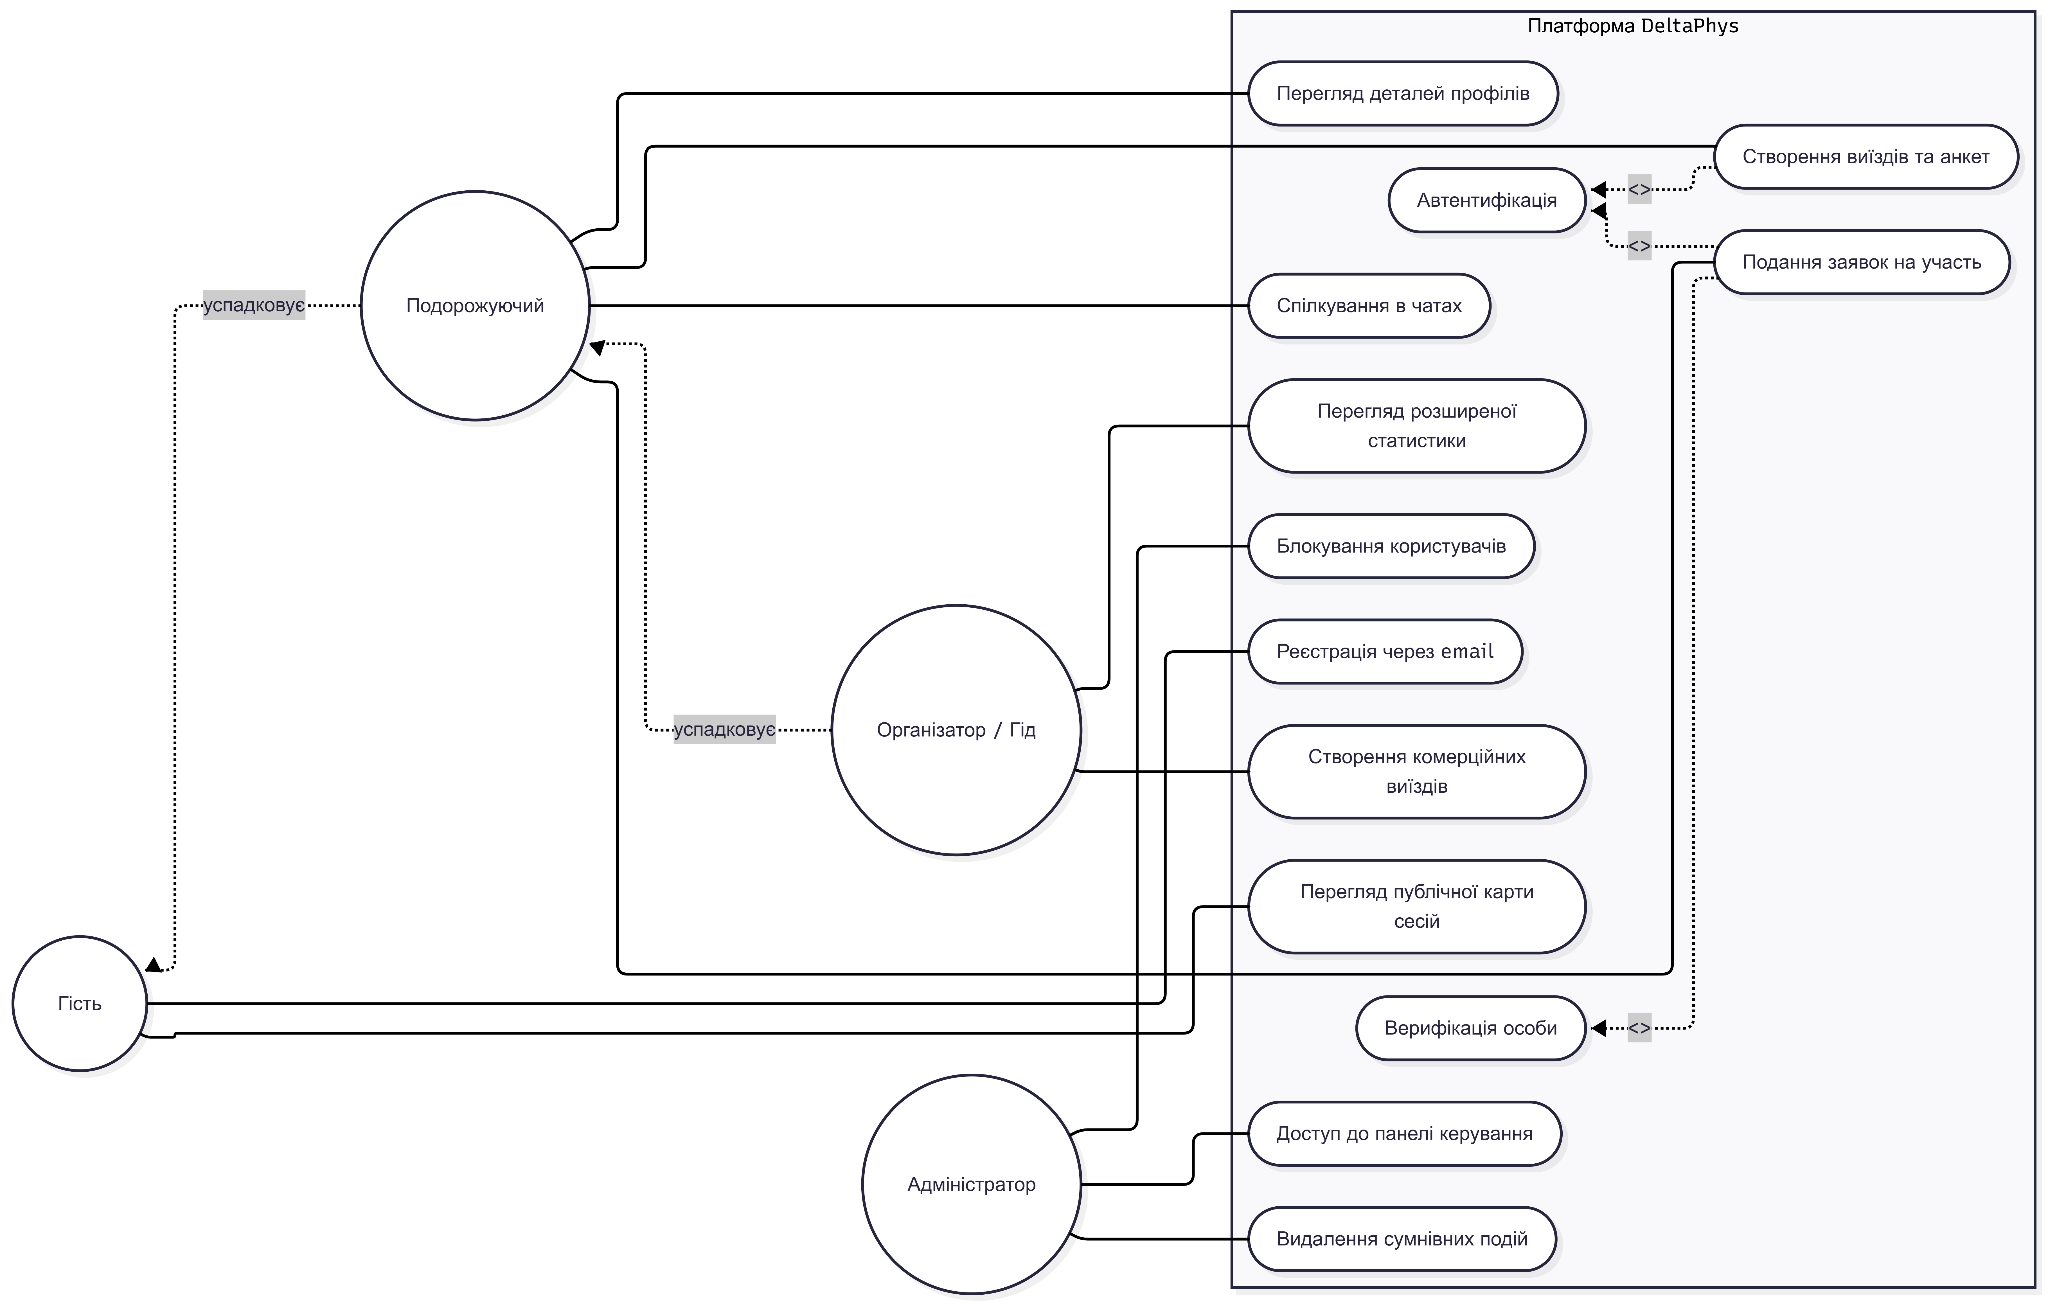 Платформа DeltaPhys
Перегляд деталей профілів
Створення виїздів та анкет
<>
Автентифікація
<>
Подання заявок на участь
успадковує
Подорожуючий
Спілкування в чатах
Перегляд розширеної
статистики
Блокування користувачів
Реєстрація через email
успадковує
Організатор / Гід
Створення комерційних
виїздів
Перегляд публічної карти
сесій
Гість
Верифікація особи
<>
Доступ до панелі керування
Адміністратор
Видалення сумнівних подій